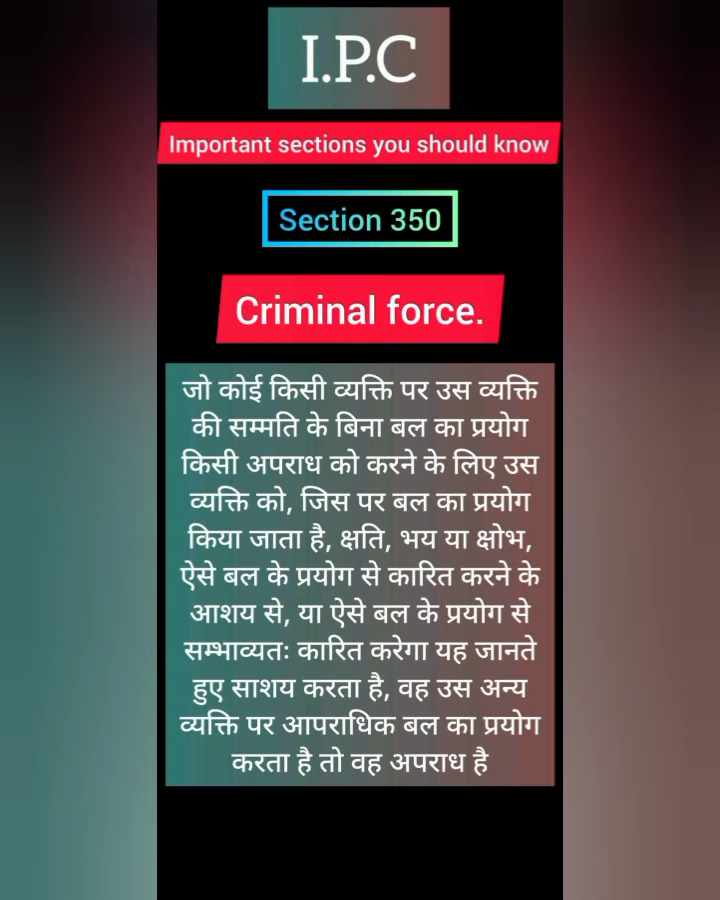 I.P.C
Important sections you should know
Section 350
Criminal force.
जो कोई किसी व्यक्ति पर उस व्यक्ति
की सम्मति के बिना बल का प्रयोग
किसी अपराध को करने के लिए उस
व्यक्ति को, जिस पर बल का प्रयोग
किया जाता है, क्षति, भय या क्षोभ,
ऐसे बल के प्रयोग से कारित करने के
आशय से, या ऐसे बल के प्रयोग से
सम्भाव्यतः कारित करेगा यह जानते
हुए साशय करता है, वह उस अन्य
व्यक्ति पर आपराधिक बल का प्रयोग
करता है तो वह अपराध है